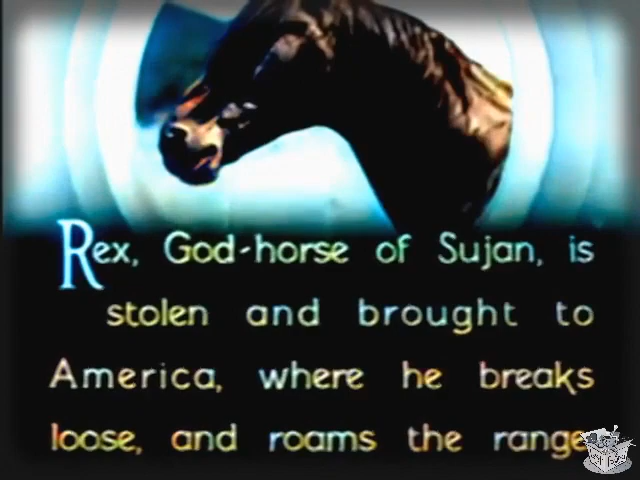 Rex, God-horse of Sujan, is
stolen and brought to
America, where he breaks
loose, and roams the range